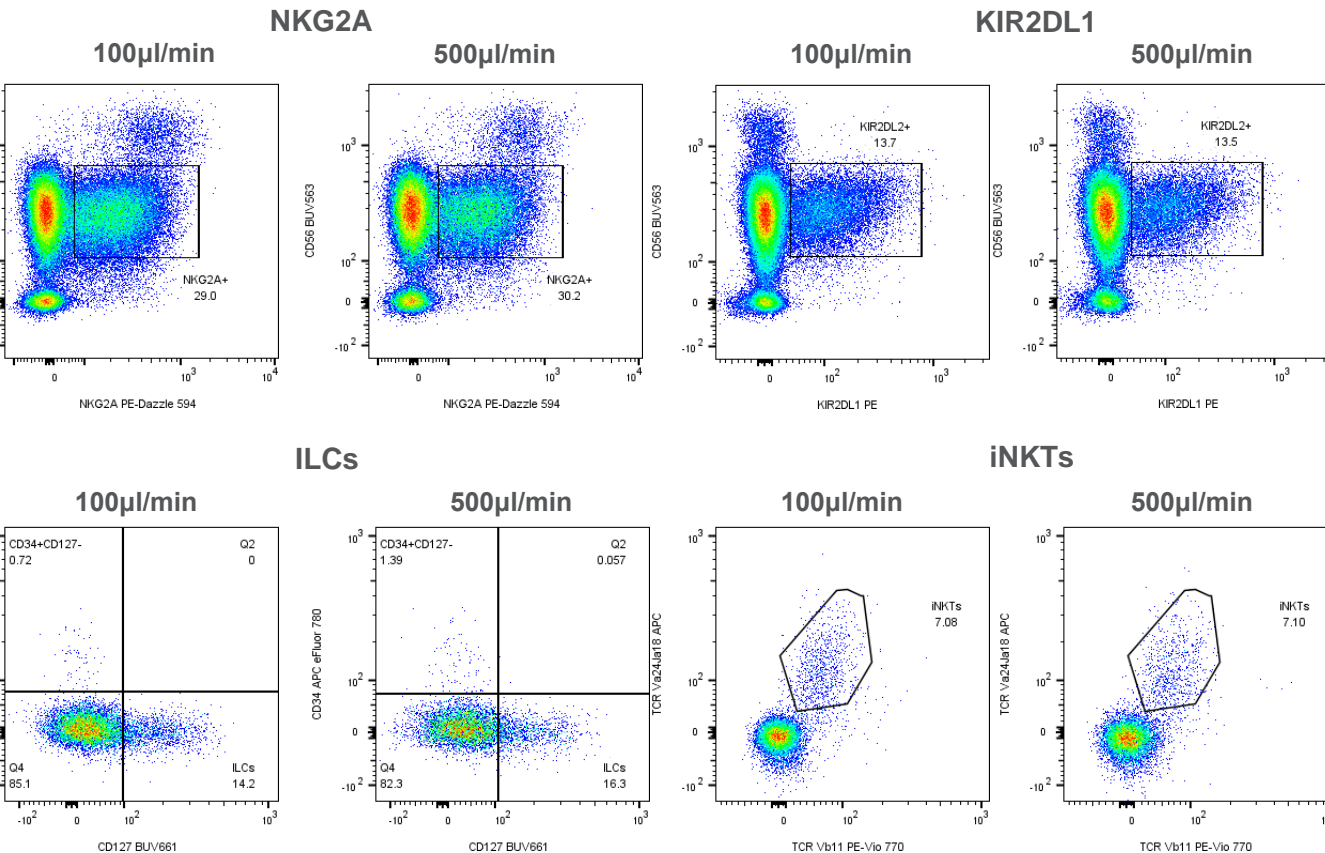 NKG2A
KIR2DL1
100µl/min
500µl/min
100µl/min
500µl/min
NKG2A+
29.0
0
10³
10⁴
NKG2A PE-Dazzle 594
CD56 BUV563
10³
10²
0
-10²
NKG2A+
30.2
0
10³
10⁴
NKG2A PE-Dazzle 594
CD56 BUV563
10³
10²
0
-10²
KIR2DL2+
13.7
0
10²
10³
KIR2DL1 PE
CD56 BUV563
10³
10²
0
-10²
KIR2DL2+
13.5
0
10²
10³
KIR2DL1 PE
ILCs
iNKTs
100µl/min
500µl/min
100µl/min
500µl/min
CD34+CD127-
0.72
Q2
0
Q4
85.1
ILCs
14.2
-10²
0
10²
10³
CD127 BUV661
CD34 APC eFluor 780
10³
10²
0
-10²
CD34+CD127-
1.39
Q2
0.057
Q4
82.3
ILCs
16.3
-10²
0
10²
10³
CD127 BUV661
TCR Va24Ja18 APC
10³
10²
0
-10²
iNKTs
7.08
0
10²
10³
TCR Vb11 PE-Vio 770
TCR Va24Ja18 APC
10³
10²
0
-10²
iNKTs
7.10
0
10²
TCR Vb11 PE-Vio 770